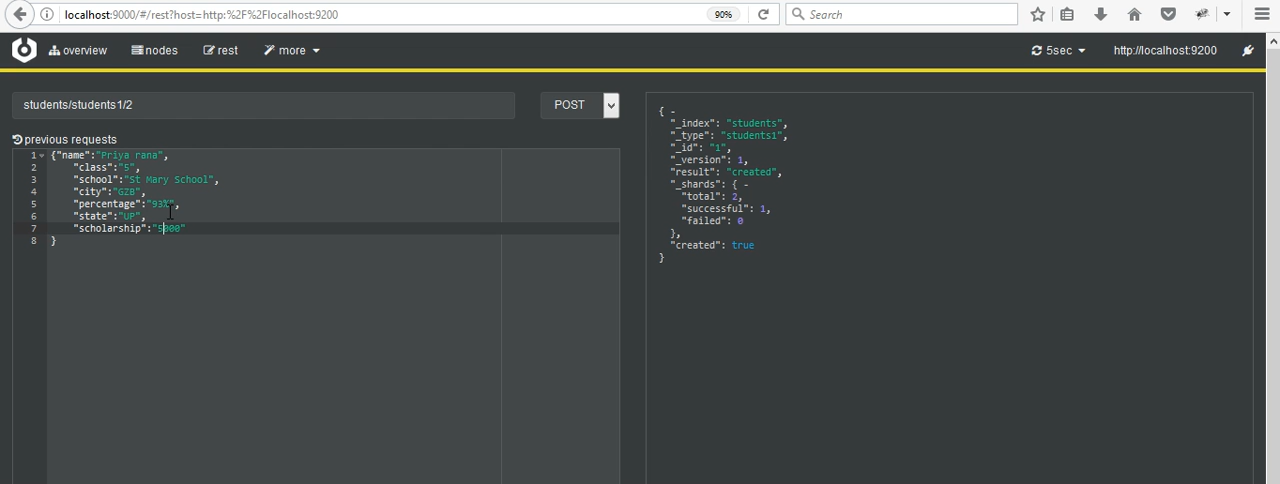 localhost:9000/#/rest?host=http:%2F%2Flocalhost:9200
90%
Search
overview
nodes
rest
more
5sec
http://localhost:9200
students/students1/2
POST
previous requests
1 {"name":"Priya rana",
2 "class":"5",
3 "school":"St Mary School",
4 "city":"GZB",
5 "percentage":"93%",
6 "state":"UP",
7 "scholarship":"5000"
8 }
{ -
"_index": "students",
"_type": "students1",
"_id": "1",
"_version": 1,
"result": "created",
"_shards": { -
"total": 2,
"successful": 1,
"failed": 0
},
"created": true
}